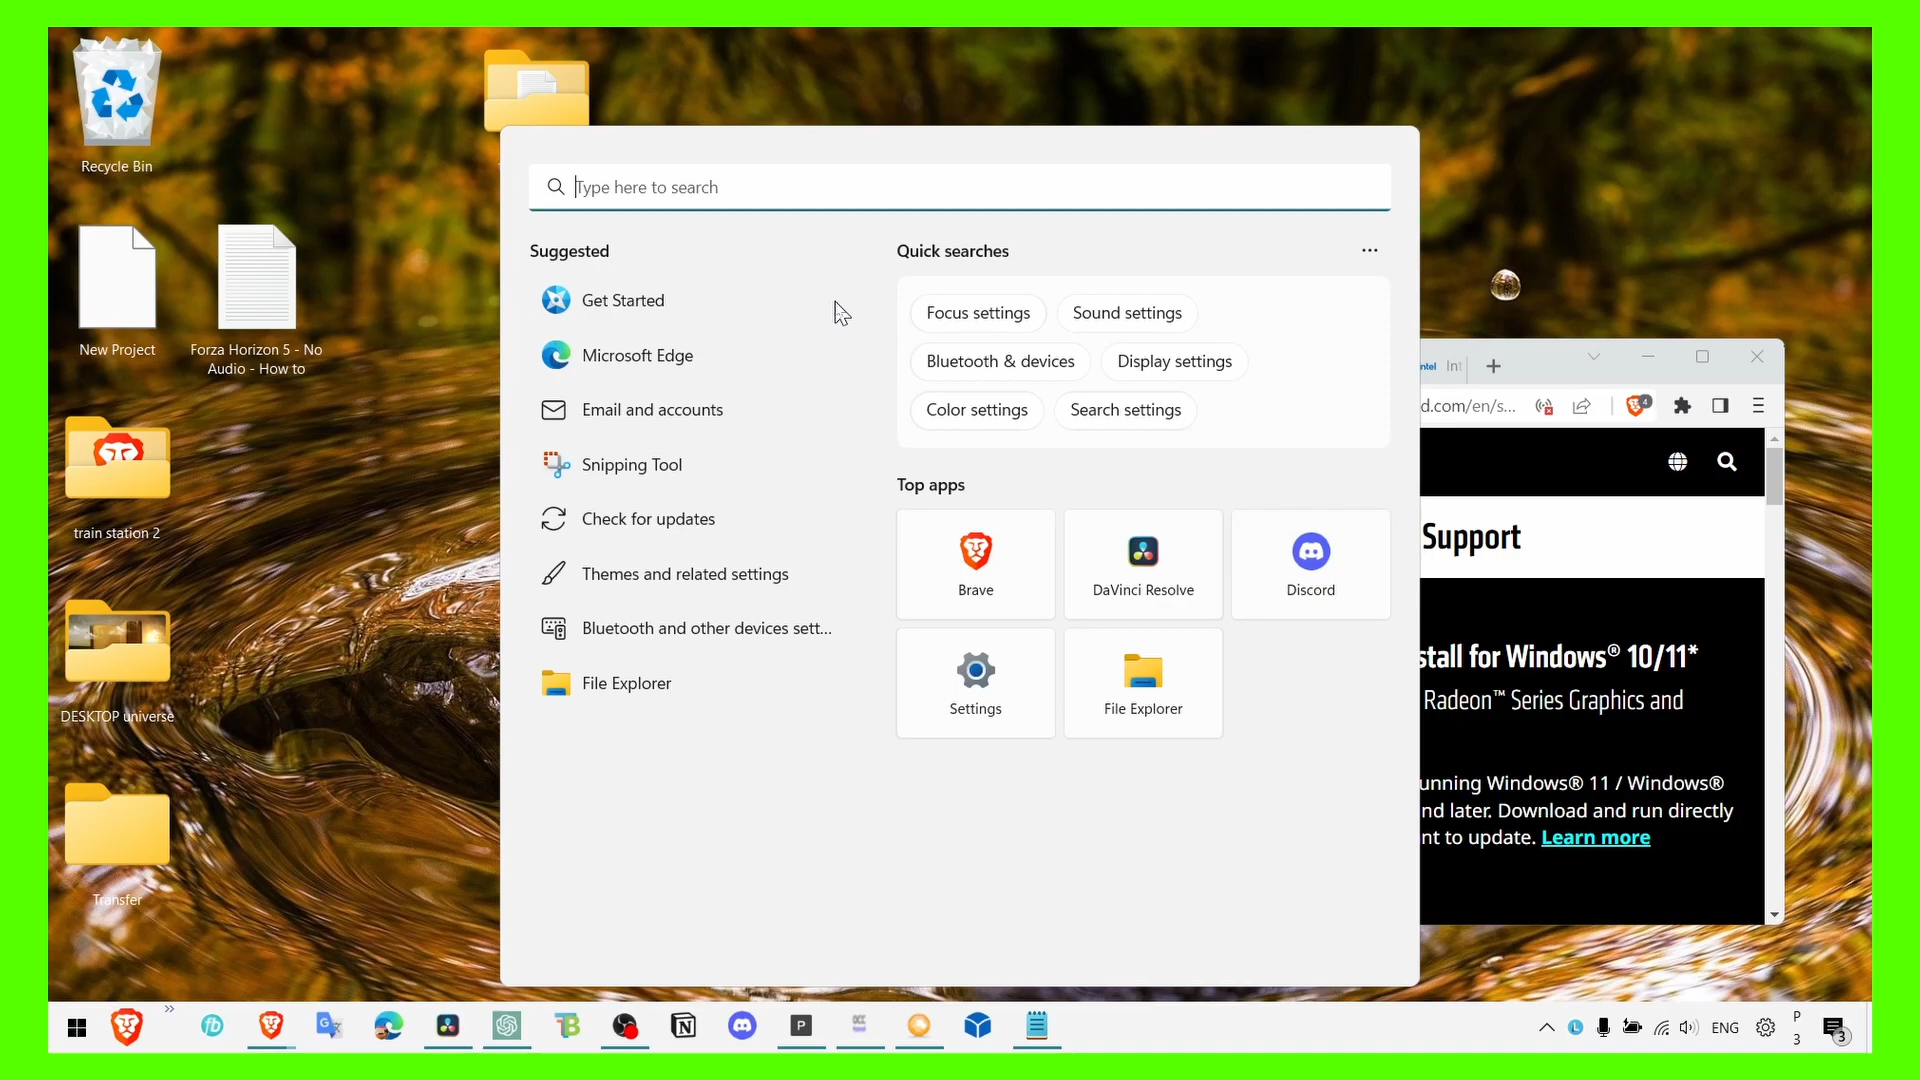 Recycle Bin
New Project
Forza Horizon 5 - No
Audio - How to
train station 2
DESKTOP universe
Transfer
Type here to search
Suggested
Get Started
Microsoft Edge
Email and accounts
Snipping Tool
Check for updates
Themes and related settings
Bluetooth and other devices sett...
File Explorer
Quick searches
Focus settings
Sound settings
Bluetooth & devices
Display settings
Color settings
Search settings
Top apps
Brave
DaVinci Resolve
Discord
Settings
File Explorer
ntel Int
d.com/en/s...
4
Support
stall for Windows® 10/11*
Radeon™ Series Graphics and
unning Windows® 11 / Windows®
nd later. Download and run directly
nt to update. Learn more
ENG
P
3
3